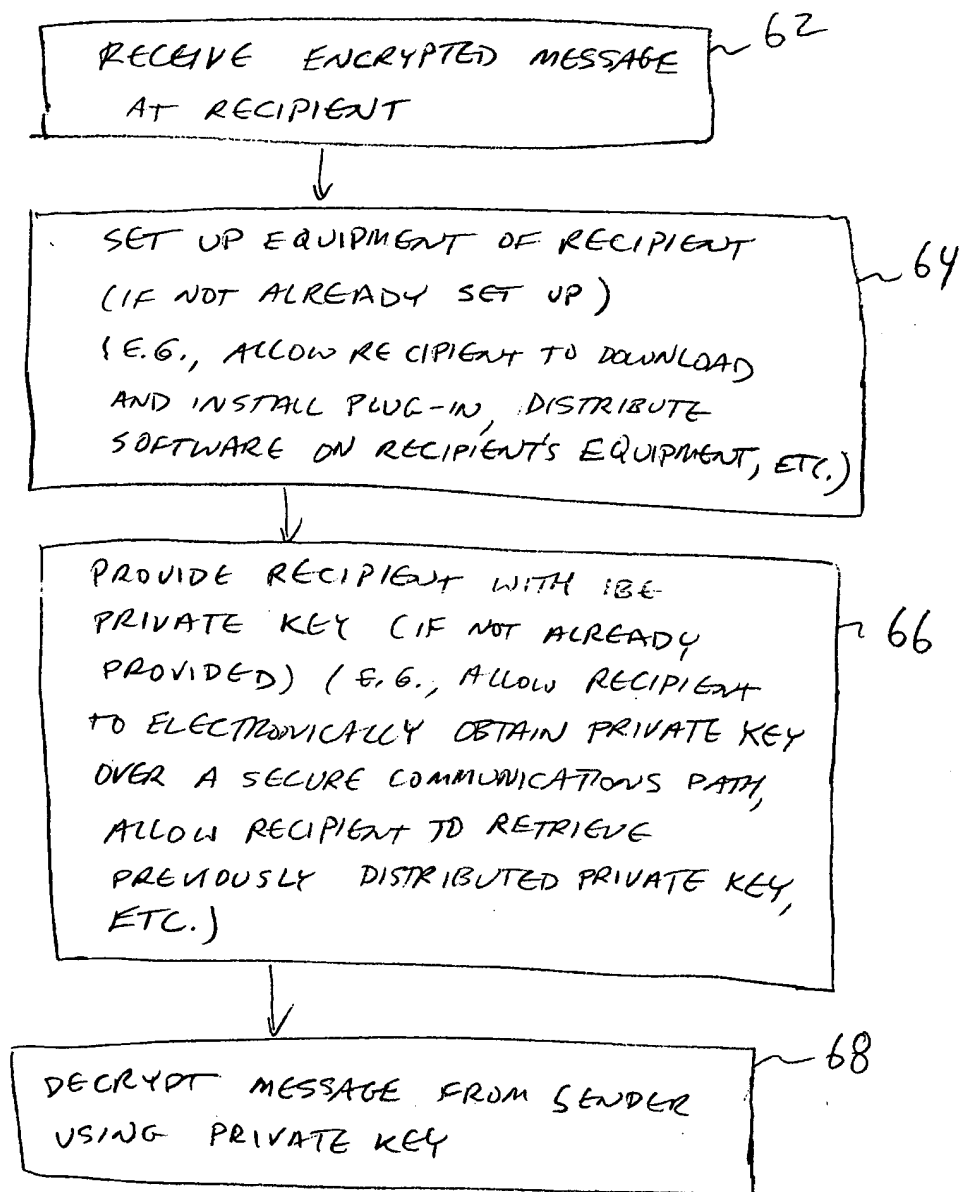 RECEIVE ENCRYPTED MESSAGE 62
AT RECIPIENT
SET UP EQUIPMENT OF RECIPIENT 64
(IF NOT ALREADY SET UP)
(E.G., ALLOW RECIPIENT TO DOWNLOAD
AND INSTALL PLUG-IN, DISTRIBUTE
SOFTWARE ON RECIPIENT'S EQUIPMENT, ETC.)
PROVIDE RECIPIENT WITH IBE
PRIVATE KEY (IF NOT ALREADY 66
PROVIDED) (E.G., ALLOW RECIPIENT
TO ELECTRONICALLY OBTAIN PRIVATE KEY
OVER A SECURE COMMUNICATIONS PATH,
ALLOW RECIPIENT TO RETRIEVE
PREVIOUSLY DISTRIBUTED PRIVATE KEY,
ETC.)
DECRYPT MESSAGE FROM SENDER 68
USING PRIVATE KEY